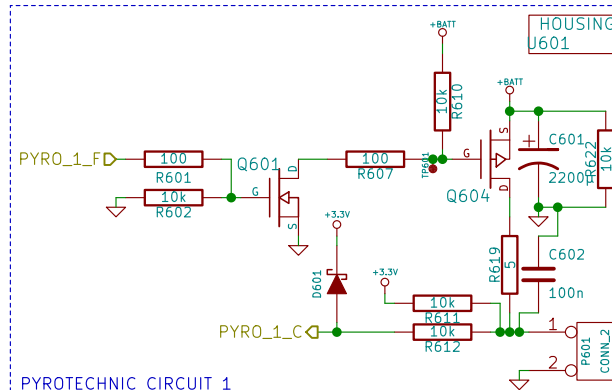 HOUSING
U601
+BATT
+BATT
10k
R610
PYRO_1_F
100
R601
10k
R602
Q601
G
D
S
100
R607
TP601
G
S
D
Q604
+
C601
R622
10k
+3.3V
D601
+3.3V
10k
R611
10k
R612
PYRO_1_C
R619
5
C602
100n
1
2
P601
CONN_2
PYROTECHNIC CIRCUIT 1